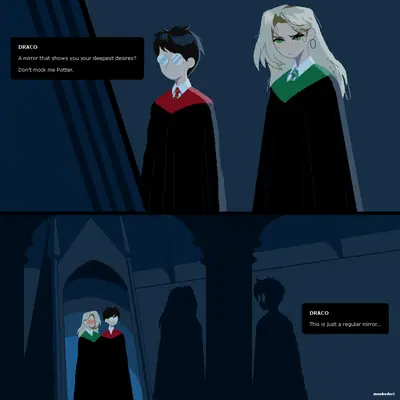 DRACO
A mirror that shows you your deepest desires?
Don't mock me Potter.
DRACO
This is just a regular mirror...